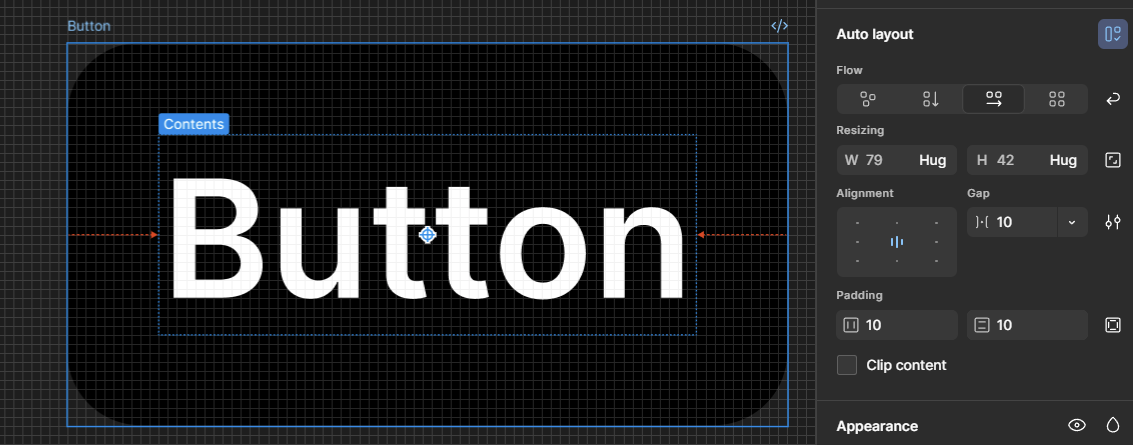 Button
Contents
Button
Auto layout
Flow
Resizing
W 79 Hug
H 42 Hug
Alignment
Gap
10
Padding
10
10
Clip content
Appearance